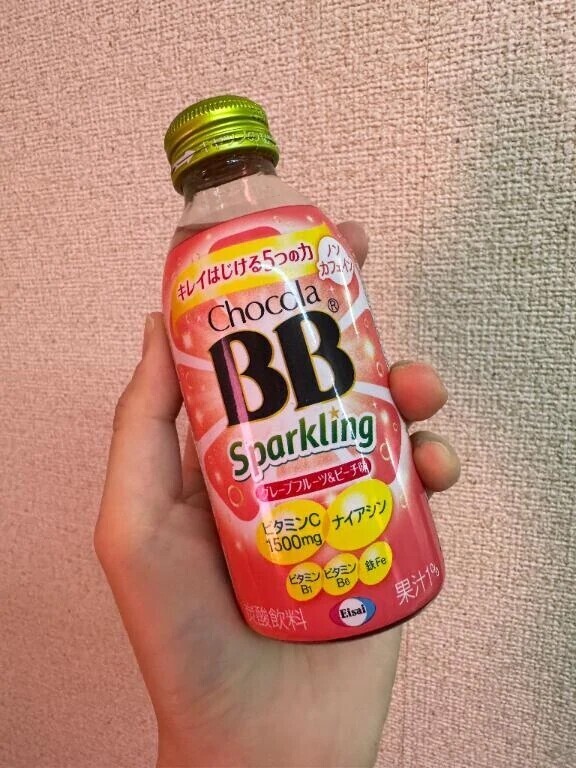 キレイはじける5つの力
ノン
カフェイン
Chocola
BB®
Sparkling
グレープフルーツ&ピーチ味
ビタミンC
1500mg
ナイアシン
ビタミン
B1
ビタミン
B6
鉄Fe
炭酸飲料
Eisai
果汁1%